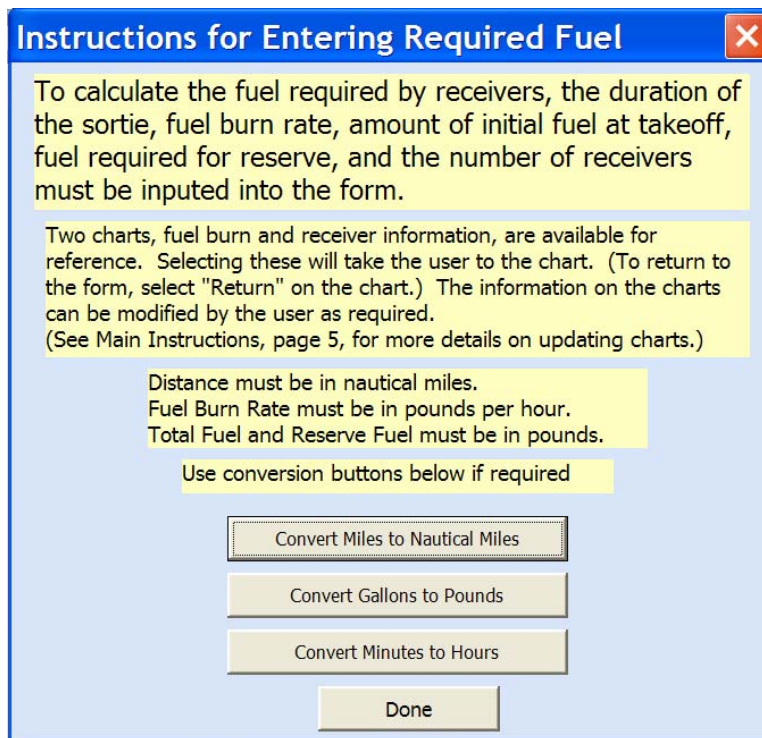 Instructions for Entering Required Fuel
To calculate the fuel required by receivers, the duration of
the sortie, fuel burn rate, amount of initial fuel at takeoff,
fuel required for reserve, and the number of receivers
must be inputed into the form.
Two charts, fuel burn and receiver information, are available for
reference. Selecting these will take the user to the chart. (To return to
the form, select "Return" on the chart.) The information on the charts
can be modified by the user as required.
(See Main Instructions, page 5, for more details on updating charts.)
Distance must be in nautical miles.
Fuel Burn Rate must be in pounds per hour.
Total Fuel and Reserve Fuel must be in pounds.
Use conversion buttons below if required
Convert Miles to Nautical Miles
Convert Gallons to Pounds
Convert Minutes to Hours
Done